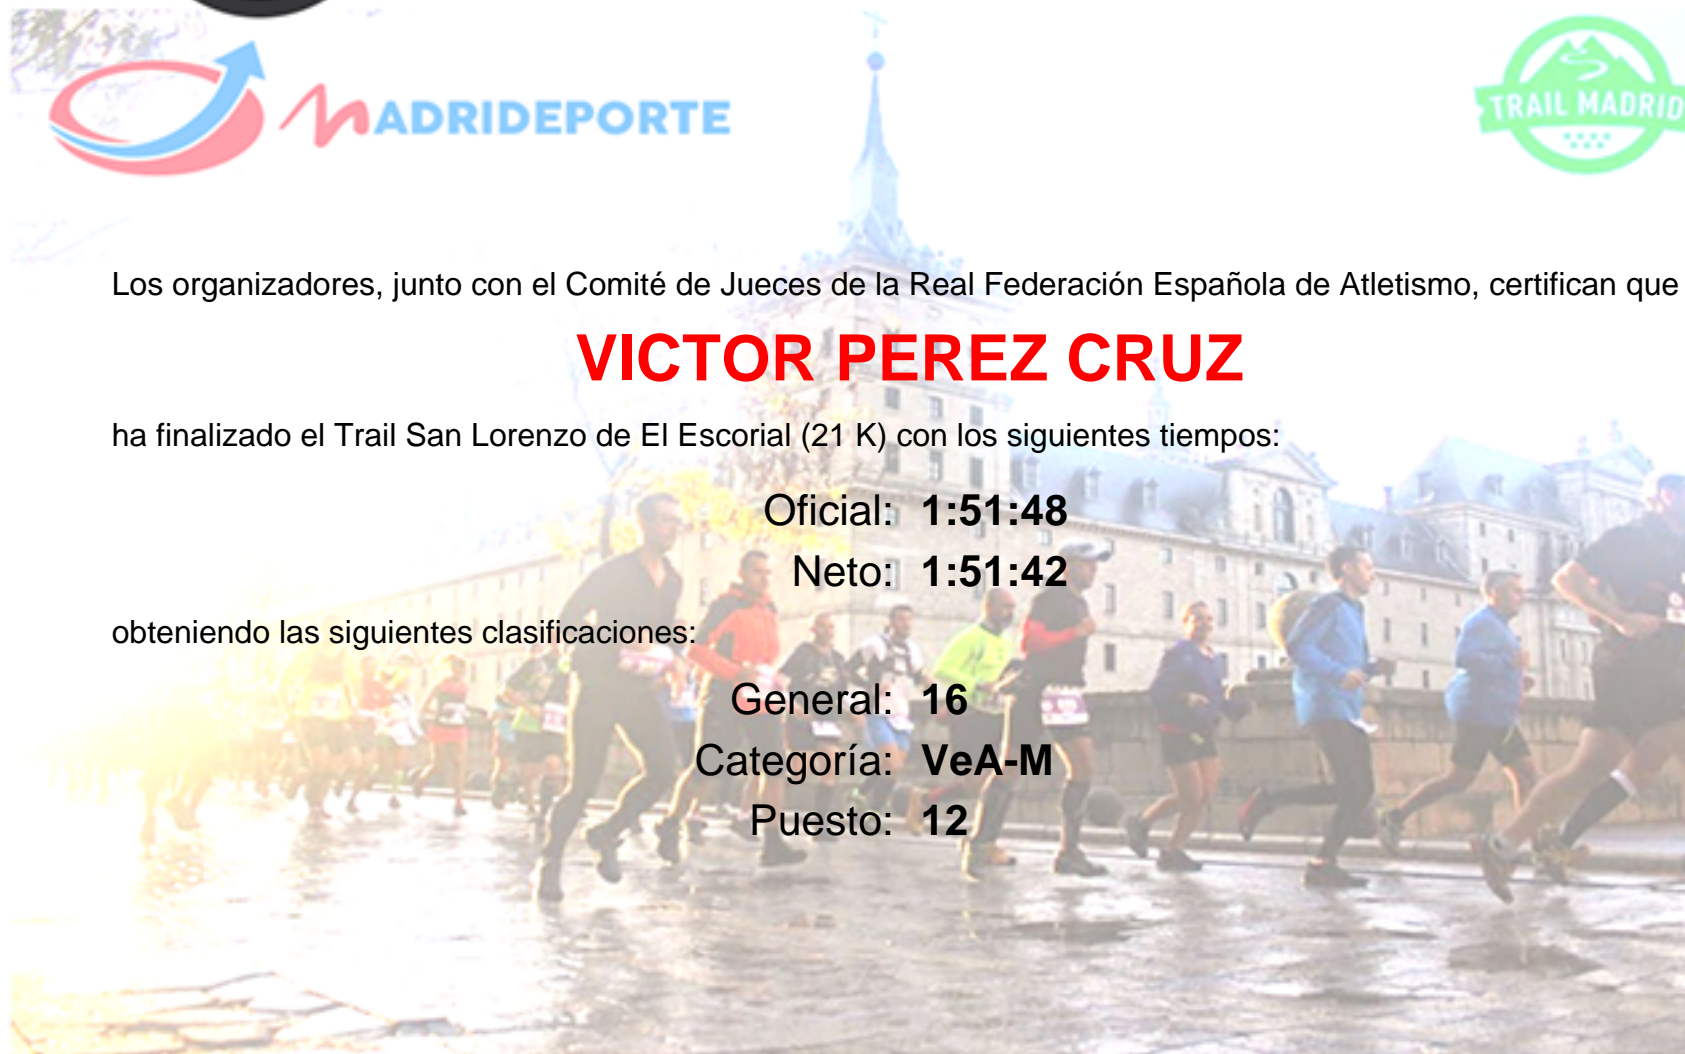 MADRIDEPORTE
TRAIL MADRID
Los organizadores, junto con el Comité de Jueces de la Real Federación Española de Atletismo, certifican que
VICTOR PEREZ CRUZ
ha finalizado el Trail San Lorenzo de El Escorial (21 K) con los siguientes tiempos:
Oficial: 1:51:48
Neto: 1:51:42
obteniendo las siguientes clasificaciones:
General: 16
Categoría: VeA-M
Puesto: 12